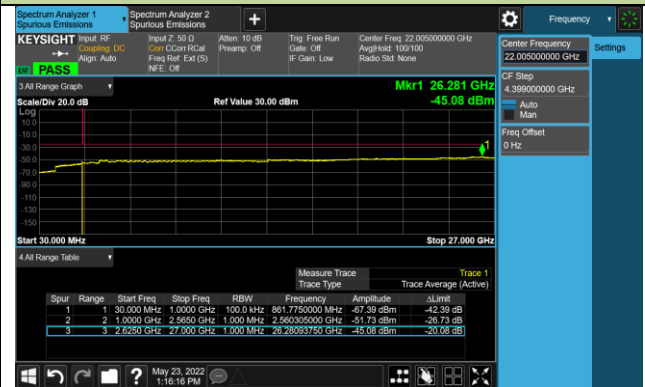 Spectrum Analyzer 1
Spurious Emissions
Spectrum Analyzer 2
Spurious Emissions
Frequency
KEYSIGHT
Input: RF
Coupling: DC
Align: Auto
Input Z: 50 Ω
Corr CCorr RCal
Freq Ref: Ext (S)
NFE: Off
Atten: 10 dB
Preamp: Off
Trig: Free Run
Gate: Off
IF Gain: Low
Center Freq: 22.005000000 GHz
Avg|Hold: 100/100
Radio Std: None
PASS
Center Frequency
22.005000000 GHz
Settings
CF Step
4.399000000 GHz
Auto
Man
Freq Offset
0 Hz
3 All Range Graph
Mkr1 26.281 GHz
Scale/Div 20.0 dB
Ref Value 30.00 dBm
-45.08 dBm
Log
10.0
-10.0
-30.0
-50.0
-70.0
-90.0
-110
-130
-150
1
Start 30.000 MHz
Stop 27.000 GHz
4 All Range Table
Measure Trace
Trace 1
Trace Type
Trace Average (Active)
Spur Range Start Freq Stop Freq RBW Frequency Amplitude ΔLimit
1 1 30.000 MHz 1.0000 GHz 100.0 kHz 861.7750000 MHz -67.39 dBm -42.39 dB
2 2 1.0000 GHz 2.5650 GHz 1.000 MHz 2.560305000 GHz -51.73 dBm -26.73 dB
3 3 2.6250 GHz 27.000 GHz 1.000 MHz 26.28093750 GHz -45.08 dBm -20.08 dB
May 23, 2022
1:16:16 PM